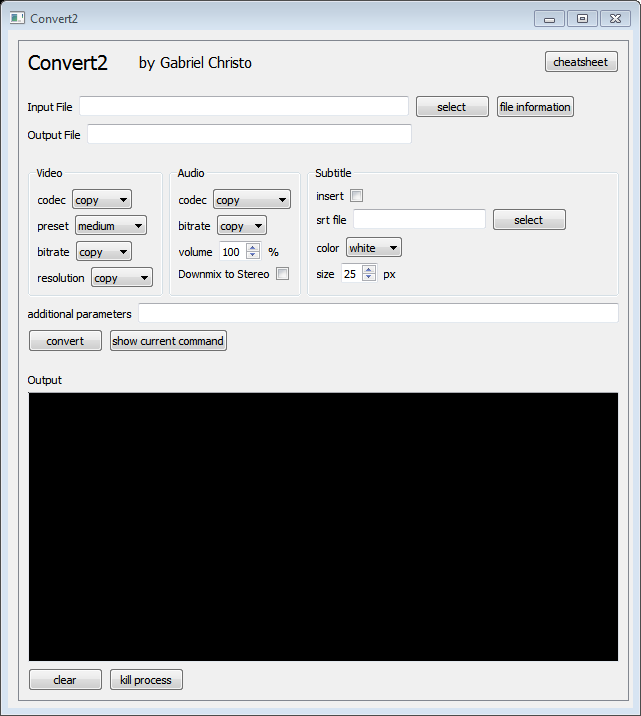 Convert2
Convert2 by Gabriel Christo cheatsheet
Input File select file information
Output File
Video Audio Subtitle
codec copy codec copy insert
preset medium bitrate copy srt file select
bitrate copy volume 100 % color white
resolution copy Downmix to Stereo size 25 px
additional parameters
convert show current command
Output
clear kill process